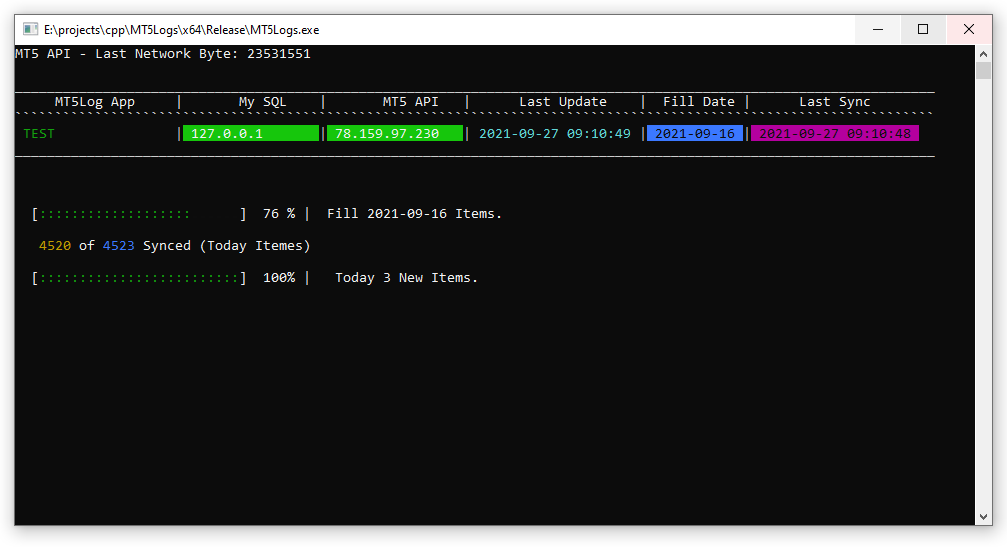 E:\projects\cpp\MT5Logs\x64\Release\MT5Logs.exe
MT5 API - Last Network Byte: 23531551
MT5Log App | My SQL | MT5 API | Last Update | Fill Date | Last Sync
TEST | 127.0.0.1 | 78.159.97.230 | 2021-09-27 09:10:49 | 2021-09-16 | 2021-09-27 09:10:48
[::::::::::::::::::: ] 76 % | Fill 2021-09-16 Items.
4520 of 4523 Synced (Today Itemes)
[:::::::::::::::::::::::::] 100% | Today 3 New Items.